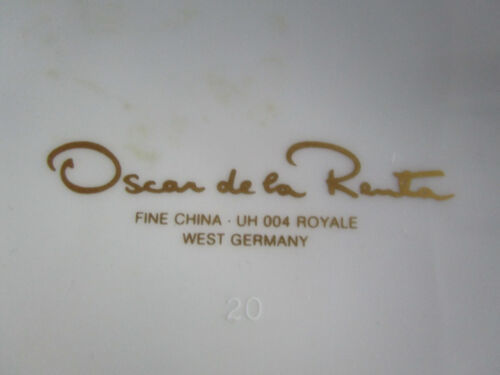 Oscar de la Renta
FINE CHINA · UH 004 ROYALE
WEST GERMANY
20